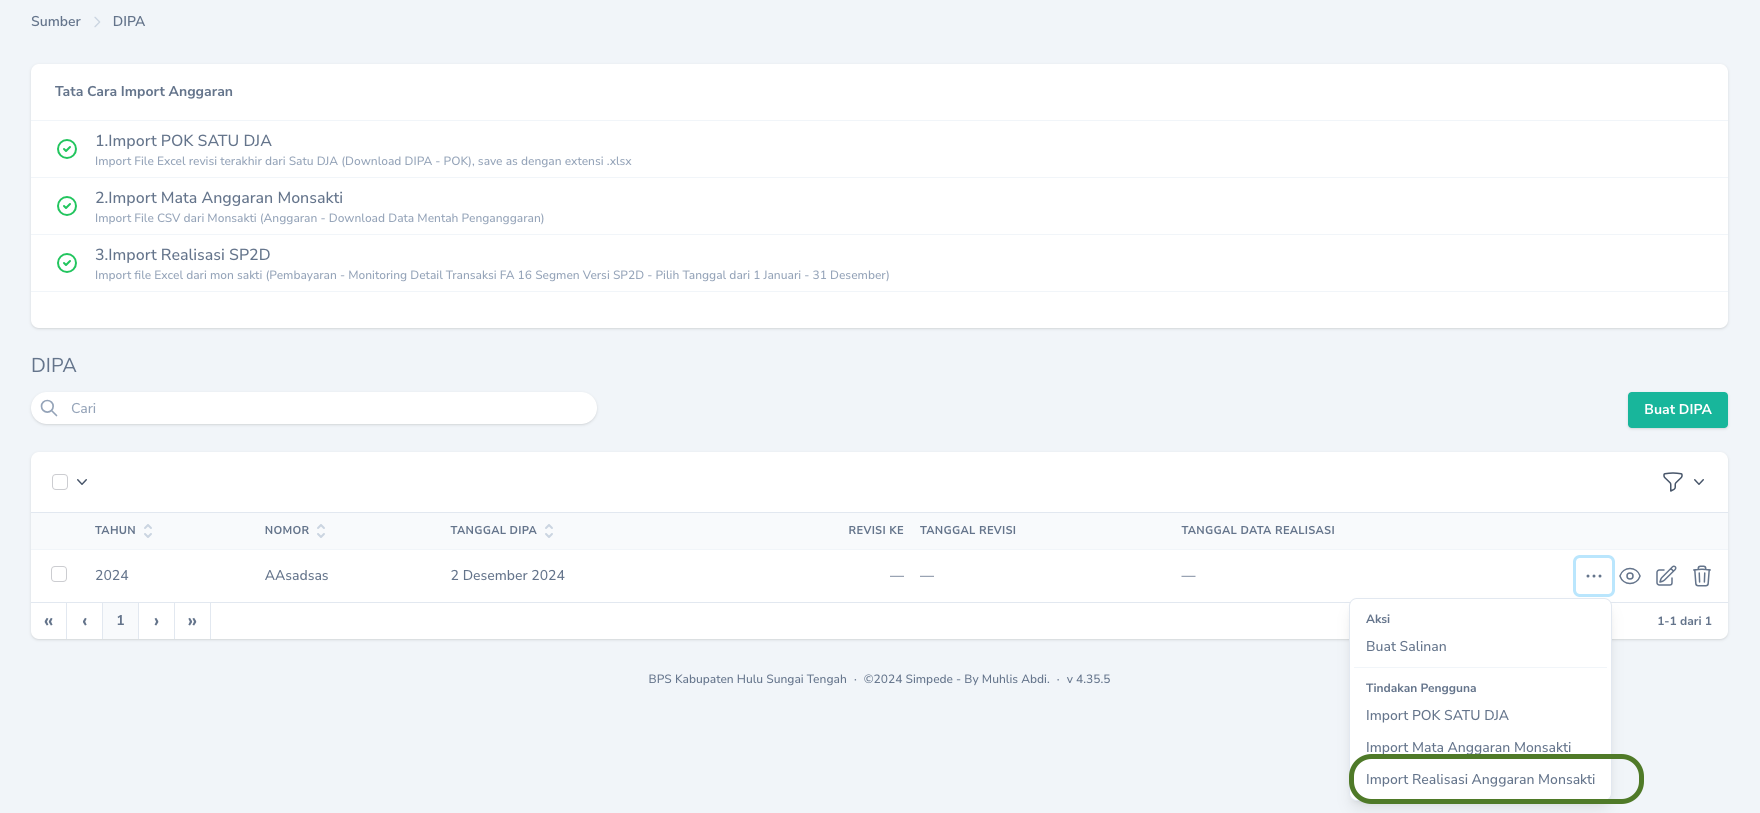 Sumber > DIPA
Tata Cara Import Anggaran
1.Import POK SATU DJA
Import File Excel revisi terakhir dari Satu DJA (Download DIPA - POK), save as dengan extensi .xlsx
2.Import Mata Anggaran Monsakti
Import File CSV dari Monsakti (Anggaran - Download Data Mentah Penganggaran)
3.Import Realisasi SP2D
Import file Excel dari mon sakti (Pembayaran - Monitoring Detail Transaksi FA 16 Segmen Versi SP2D - Pilih Tanggal dari 1 Januari - 31 Desember)
DIPA
Cari
Buat DIPA
TAHUN NOMOR TANGGAL DIPA REVISI KE TANGGAL REVISI TANGGAL DATA REALISASI
2024 AAsadsas 2 Desember 2024 — — —
« ‹ 1 › » 1-1 dari 1
Aksi
Buat Salinan
Tindakan Pengguna
Import POK SATU DJA
Import Mata Anggaran Monsakti
Import Realisasi Anggaran Monsakti
BPS Kabupaten Hulu Sungai Tengah · ©2024 Simpede - By Muhlis Abdi. · v 4.35.5